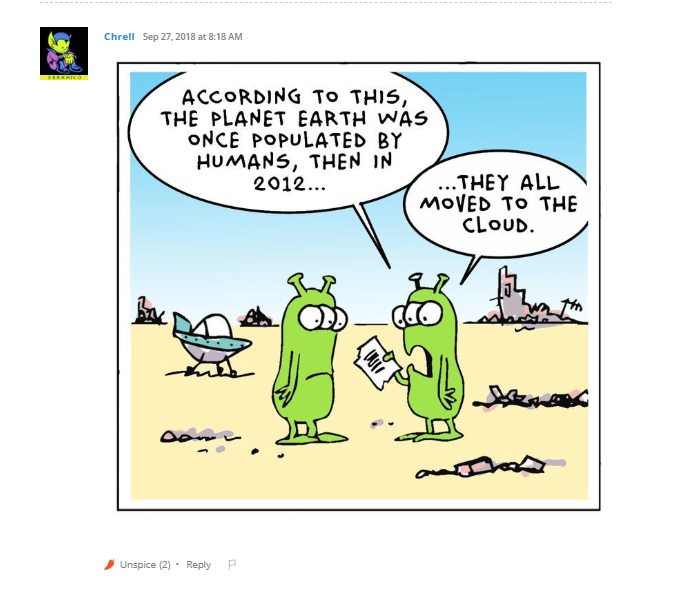 Chrell Sep 27, 2018 at 8:18 AM
SERRANO
ACCORDING TO THIS,
THE PLANET EARTH WAS
ONCE POPULATED BY
HUMANS, THEN IN
2012...
...THEY ALL
MOVED TO THE
CLOUD.
Unspice (2) • Reply